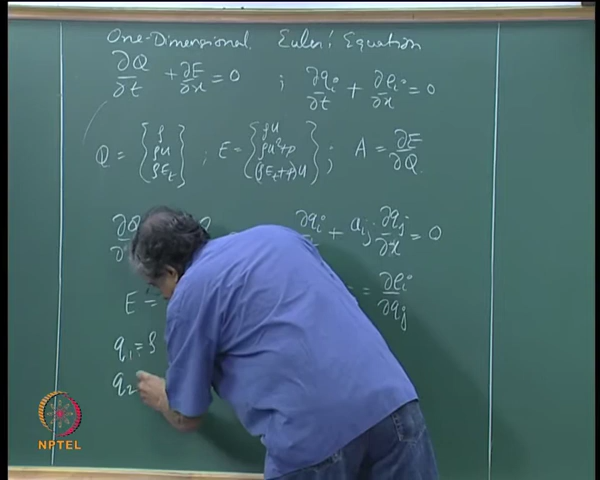 One-Dimensional Euler's Equation
∂Q/∂t + ∂E/∂x = 0 ; ∂qᵢ/∂t + ∂eᵢ/∂x = 0
Q = {ρ, ρu, ρEₜ} ; E = {ρu, ρu²+p, (ρEₜ+p)u} ; A = ∂E/∂Q
∂qᵢ + aᵢⱼ ∂qⱼ/∂x = 0
E = = ∂eᵢ/∂qⱼ
q₁ = ρ
q₂
NPTEL